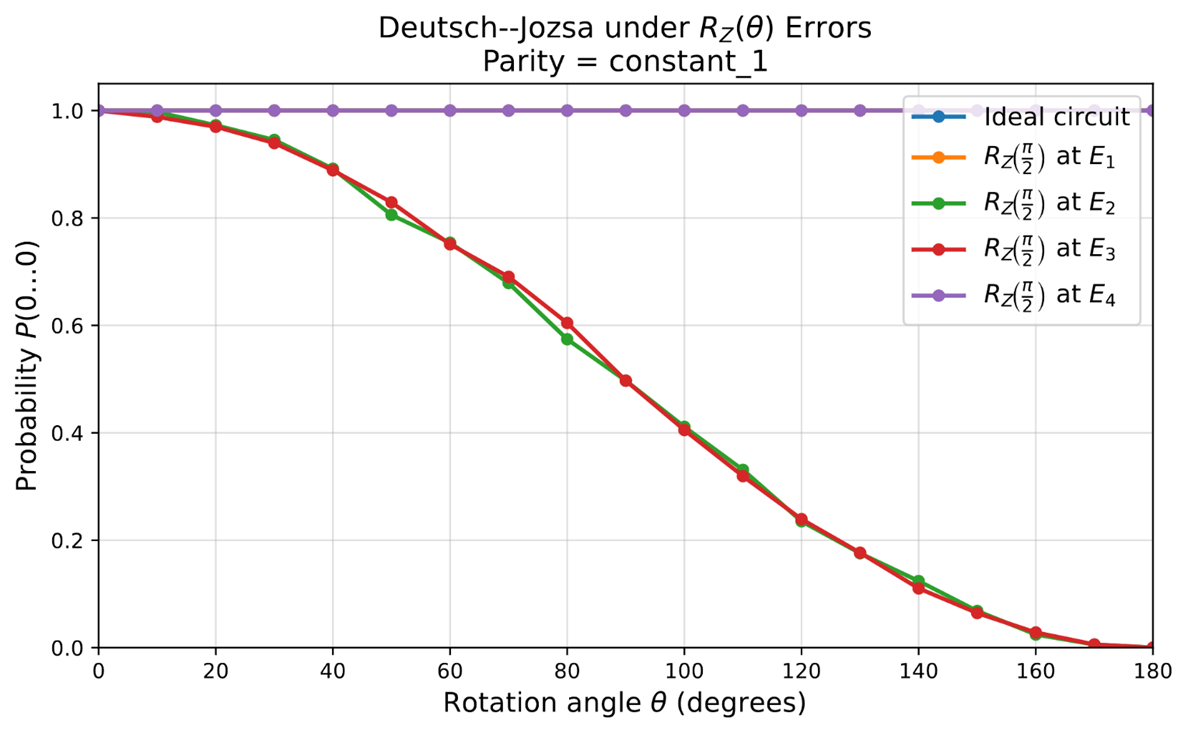 Deutsch--Jozsa under R_Z(θ) Errors
Parity = constant_1
Probability P(0...0)
1.0
0.8
0.6
0.4
0.2
0.0
Ideal circuit
R_Z(π/2) at E_1
R_Z(π/2) at E_2
R_Z(π/2) at E_3
R_Z(π/2) at E_4
0 20 40 60 80 100 120 140 160 180
Rotation angle θ (degrees)